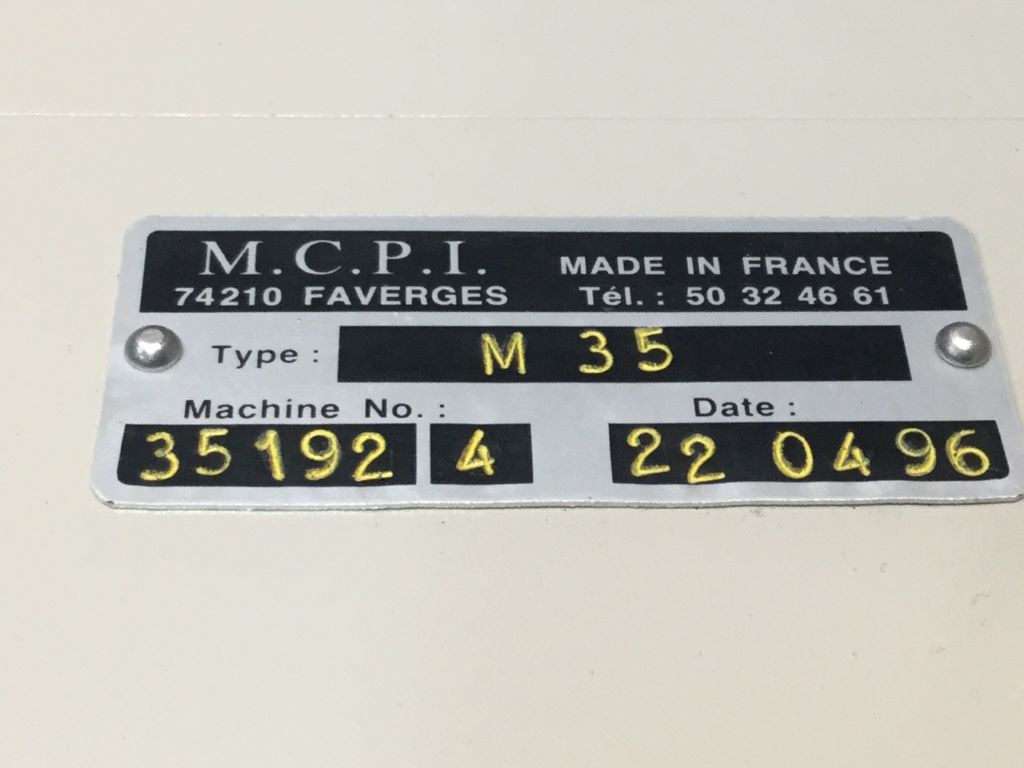 M.C.P.I. MADE IN FRANCE
74210 FAVERGES Tél. : 50 32 46 61
Type : M 35
Machine No. : Date :
35192 4 22 04 96